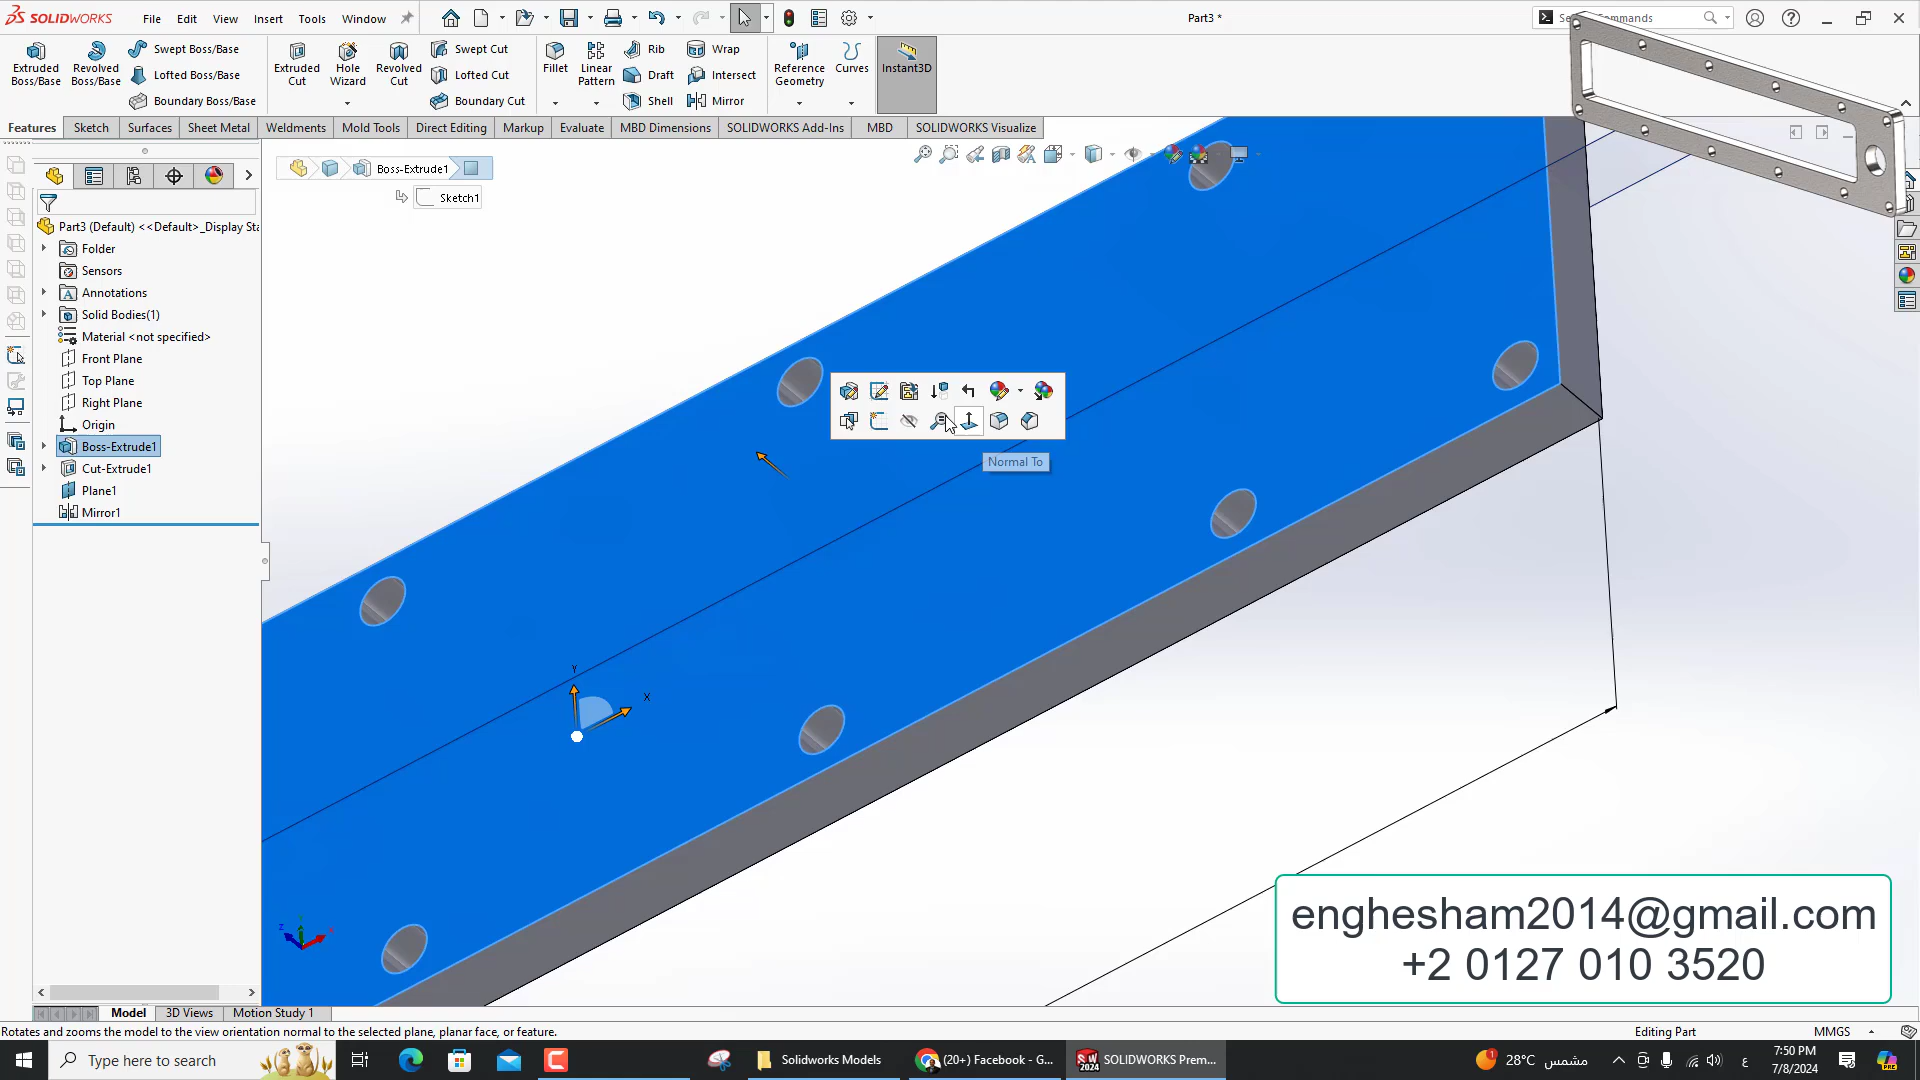 SOLIDWORKS
File
Edit
View
Insert
Tools
Window
Part3 *
Commands
Extruded Boss/Base
Revolved Boss/Base
Swept Boss/Base
Lofted Boss/Base
Boundary Boss/Base
Extruded Cut
Hole Wizard
Revolved Cut
Swept Cut
Lofted Cut
Boundary Cut
Fillet
Linear Pattern
Rib
Draft
Shell
Wrap
Intersect
Mirror
Reference Geometry
Curves
Instant3D
Features
Sketch
Surfaces
Sheet Metal
Weldments
Mold Tools
Direct Editing
Markup
Evaluate
MBD Dimensions
SOLIDWORKS Add-Ins
MBD
SOLIDWORKS Visualize
Boss-Extrude1
Sketch1
Part3 (Default) <<Default>_Display Sta
Folder
Sensors
Annotations
Solid Bodies(1)
Material <not specified>
Front Plane
Top Plane
Right Plane
Origin
Boss-Extrude1
Cut-Extrude1
Plane1
Mirror1
Normal To
Y
X
enghesham2014@gmail.com
+2 0127 010 3520
Model
3D Views
Motion Study 1
Rotates and zooms the model to the view orientation normal to the selected plane, planar face, or feature.
Editing Part
MMGS
Type here to search
Solidworks Models
(20+) Facebook - G...
SOLIDWORKS Prem...
28°C مشمس
ع
7:50 PM
7/8/2024